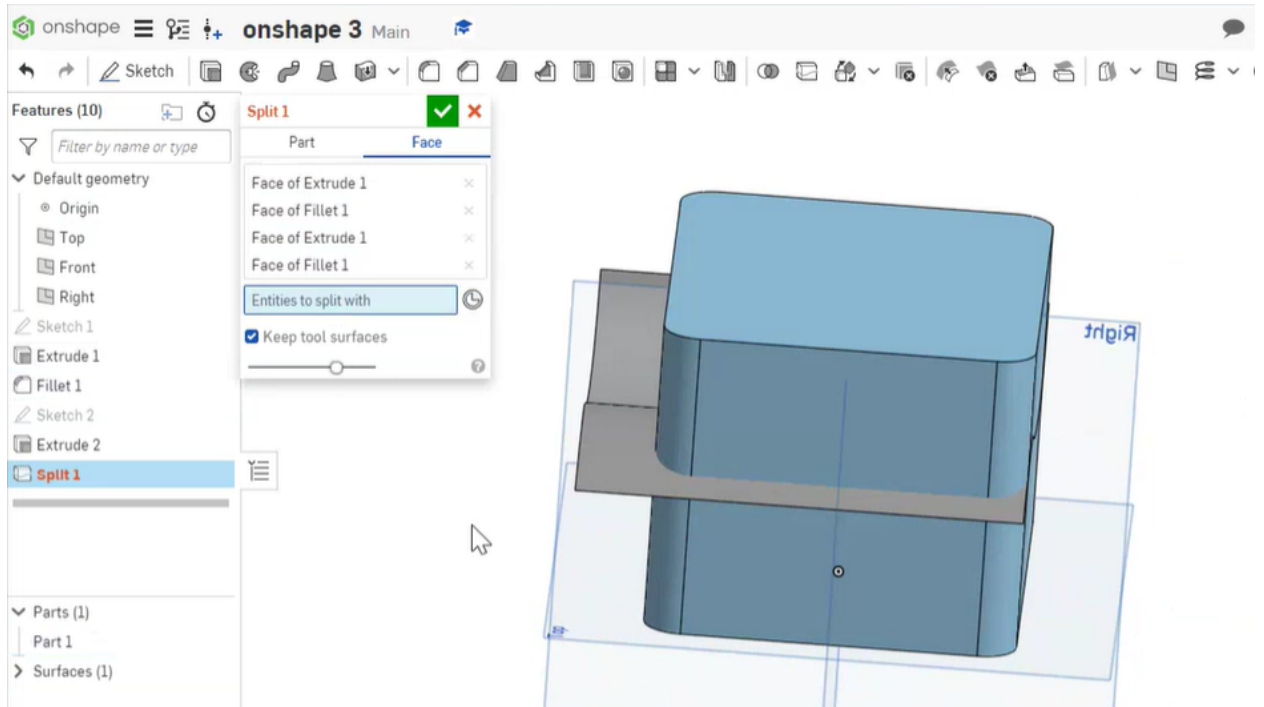 onshape onshape 3 Main
Sketch
Features (10)
Filter by name or type
Default geometry
Origin
Top
Front
Right
Sketch 1
Extrude 1
Fillet 1
Sketch 2
Extrude 2
Split 1
Parts (1)
Part 1
Surfaces (1)
Split 1
Part Face
Face of Extrude 1
Face of Fillet 1
Face of Extrude 1
Face of Fillet 1
Entities to split with
Keep tool surfaces
Right